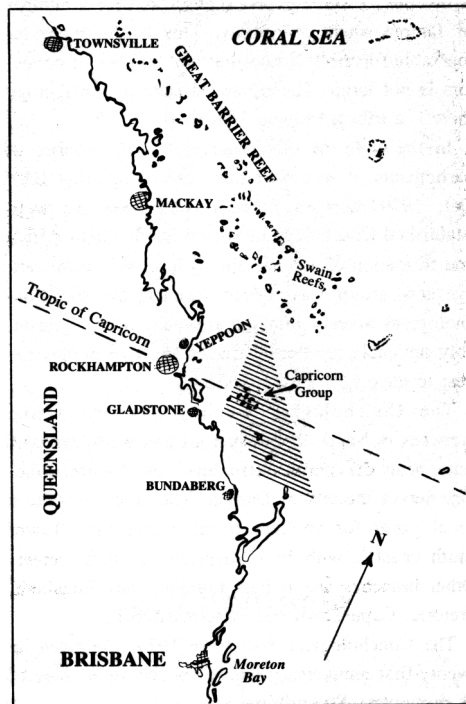 CORAL SEA
TOWNSVILLE
GREAT BARRIER REEF
MACKAY
Swain
Reefs
Tropic of Capricorn
YEPPOON
ROCKHAMPTON
Capricorn
Group
GLADSTONE
QUEENSLAND
BUNDABERG
N
BRISBANE
Moreton
Bay